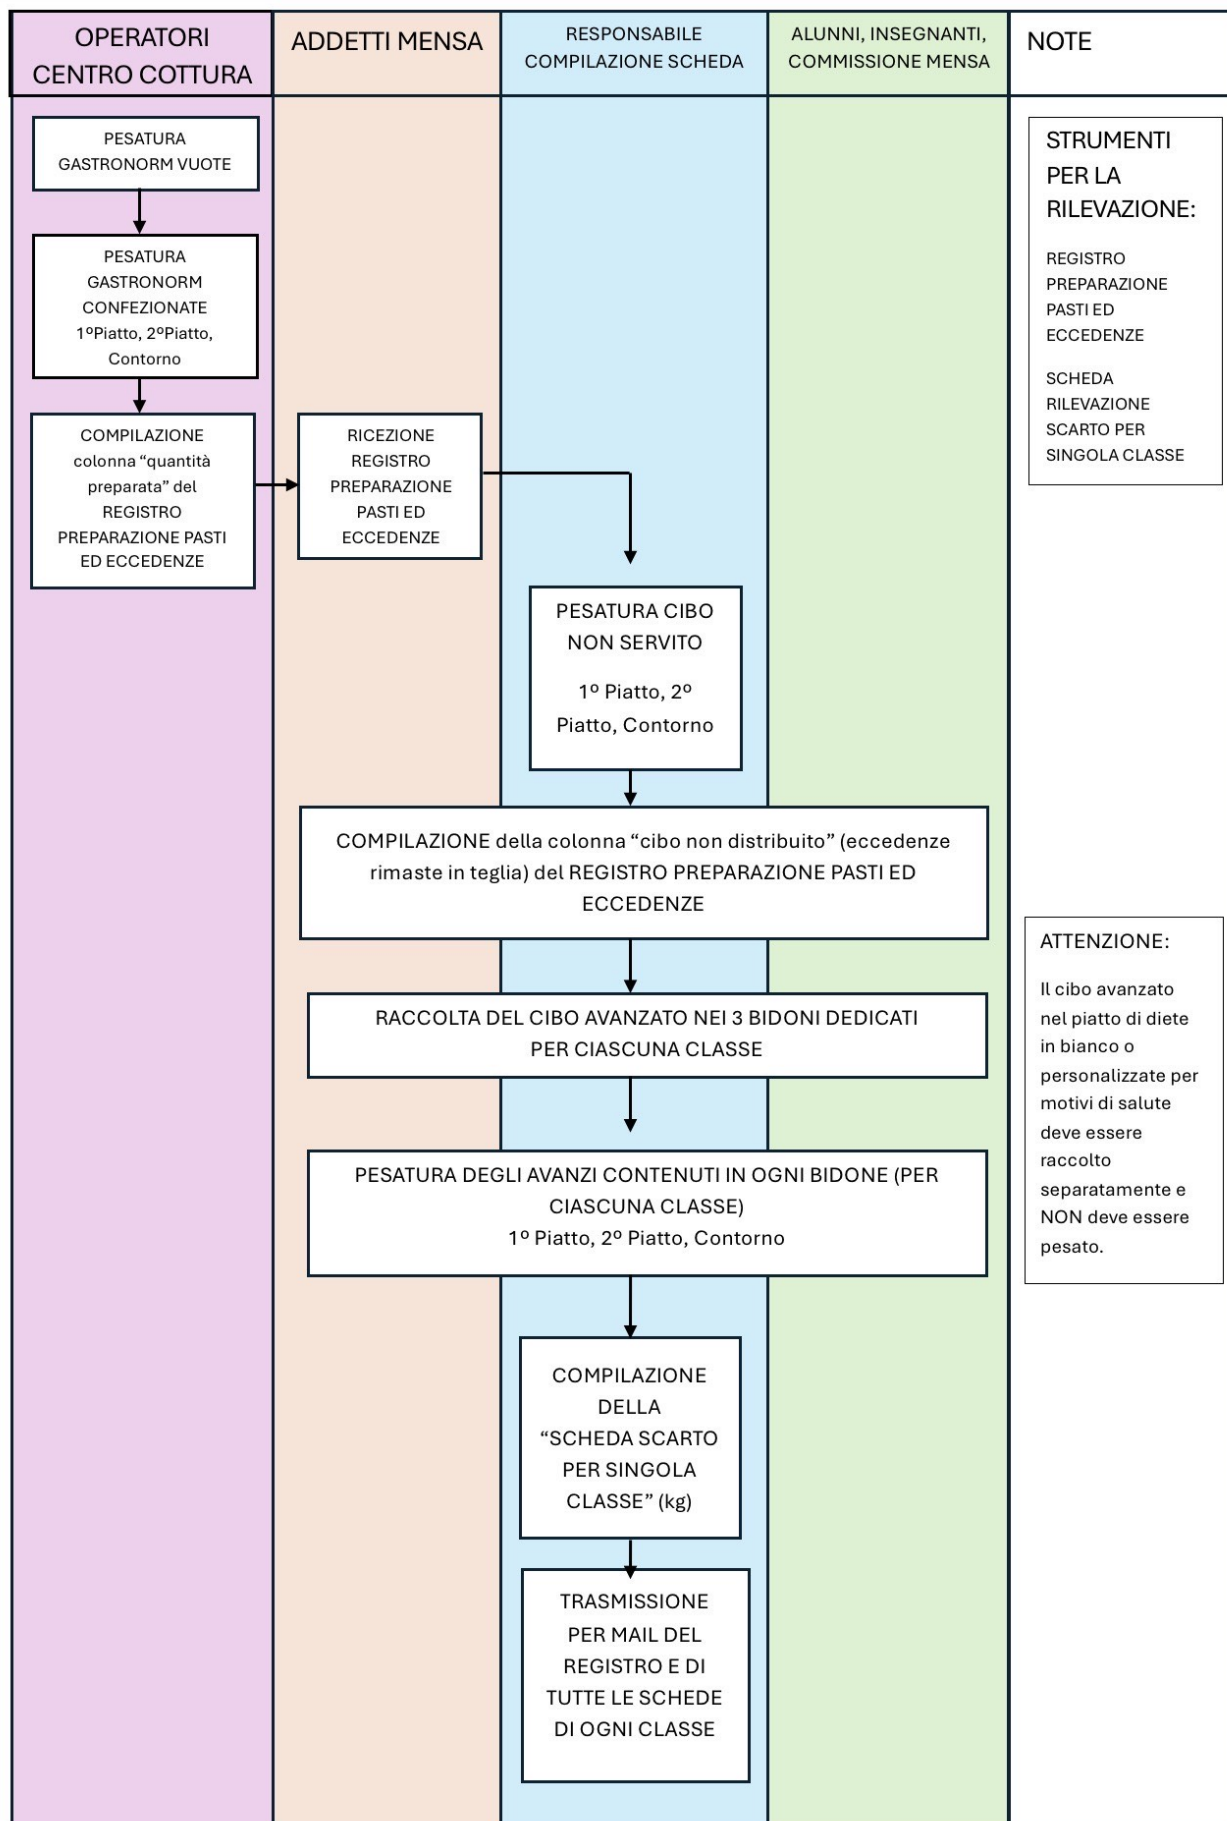 OPERATORI
CENTRO COTTURA
ADDETTI MENSA
RESPONSABILE
COMPILAZIONE SCHEDA
ALUNNI, INSEGNANTI,
COMMISSIONE MENSA
NOTE
PESATURA
GASTRONORM VUOTE
PESATURA
GASTRONORM
CONFEZIONATE
1ºPiatto, 2ºPiatto,
Contorno
COMPILAZIONE
colonna “quantità
preparata” del
REGISTRO
PREPARAZIONE PASTI
ED ECCEDENZE
RICEZIONE
REGISTRO
PREPARAZIONE
PASTI ED
ECCEDENZE
PESATURA CIBO
NON SERVITO
1º Piatto, 2º
Piatto, Contorno
COMPILAZIONE della colonna “cibo non distribuito” (eccedenze
rimaste in teglia) del REGISTRO PREPARAZIONE PASTI ED
ECCEDENZE
RACCOLTA DEL CIBO AVANZATO NEI 3 BIDONI DEDICATI
PER CIASCUNA CLASSE
PESATURA DEGLI AVANZI CONTENUTI IN OGNI BIDONE (PER
CIASCUNA CLASSE)
1º Piatto, 2º Piatto, Contorno
COMPILAZIONE
DELLA
“SCHEDA SCARTO
PER SINGOLA
CLASSE” (kg)
TRASMISSIONE
PER MAIL DEL
REGISTRO E DI
TUTTE LE SCHEDE
DI OGNI CLASSE
STRUMENTI
PER LA
RILEVAZIONE:
REGISTRO
PREPARAZIONE
PASTI ED
ECCEDENZE
SCHEDA
RILEVAZIONE
SCARTO PER
SINGOLA CLASSE
ATTENZIONE:
Il cibo avanzato
nel piatto di diete
in bianco o
personalizzate per
motivi di salute
deve essere
raccolto
separatamente e
NON deve essere
pesato.